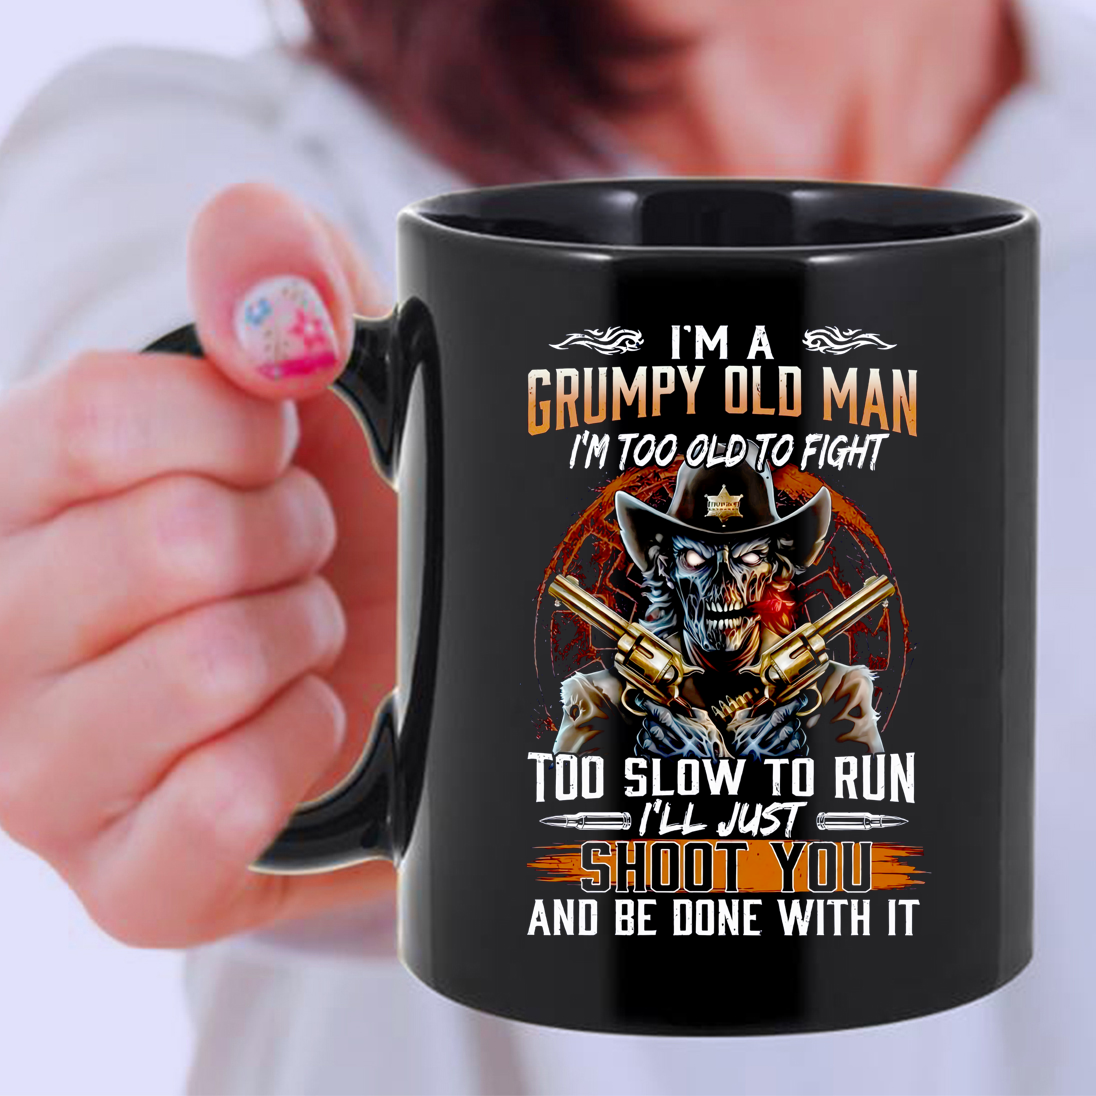 I'M A
GRUMPY OLD MAN
I'M TOO OLD TO FIGHT
TOO SLOW TO RUN
I'LL JUST
SHOOT YOU
AND BE DONE WITH IT